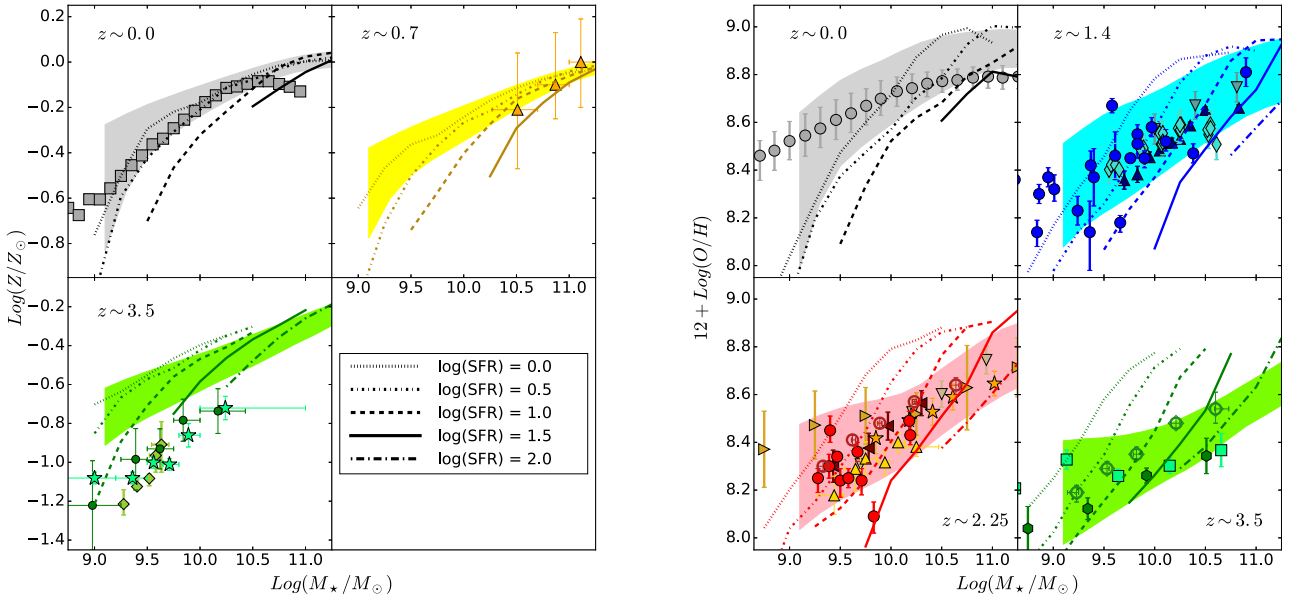 z ~ 0.0
z ~ 0.7
0.2
0.0
−0.2
−0.4
−0.6
−0.8
9.0 9.5 10.0 10.5 11.0
z ~ 3.5
−0.2
−0.4
−0.6
−0.8
−1.0
−1.2
−1.4
9.0 9.5 10.0 10.5 11.0
Log(Z/Z⊙)
Log(M⋆/M⊙)
log(SFR) = 0.0
log(SFR) = 0.5
log(SFR) = 1.0
log(SFR) = 1.5
log(SFR) = 2.0
z ~ 0.0
z ~ 1.4
9.0
8.8
8.6
8.4
8.2
8.0
z ~ 2.25
z ~ 3.5
9.0
8.8
8.6
8.4
8.2
8.0
9.0 9.5 10.0 10.5 11.0
9.0 9.5 10.0 10.5 11.0
12 + Log(O/H)
Log(M⋆/M⊙)